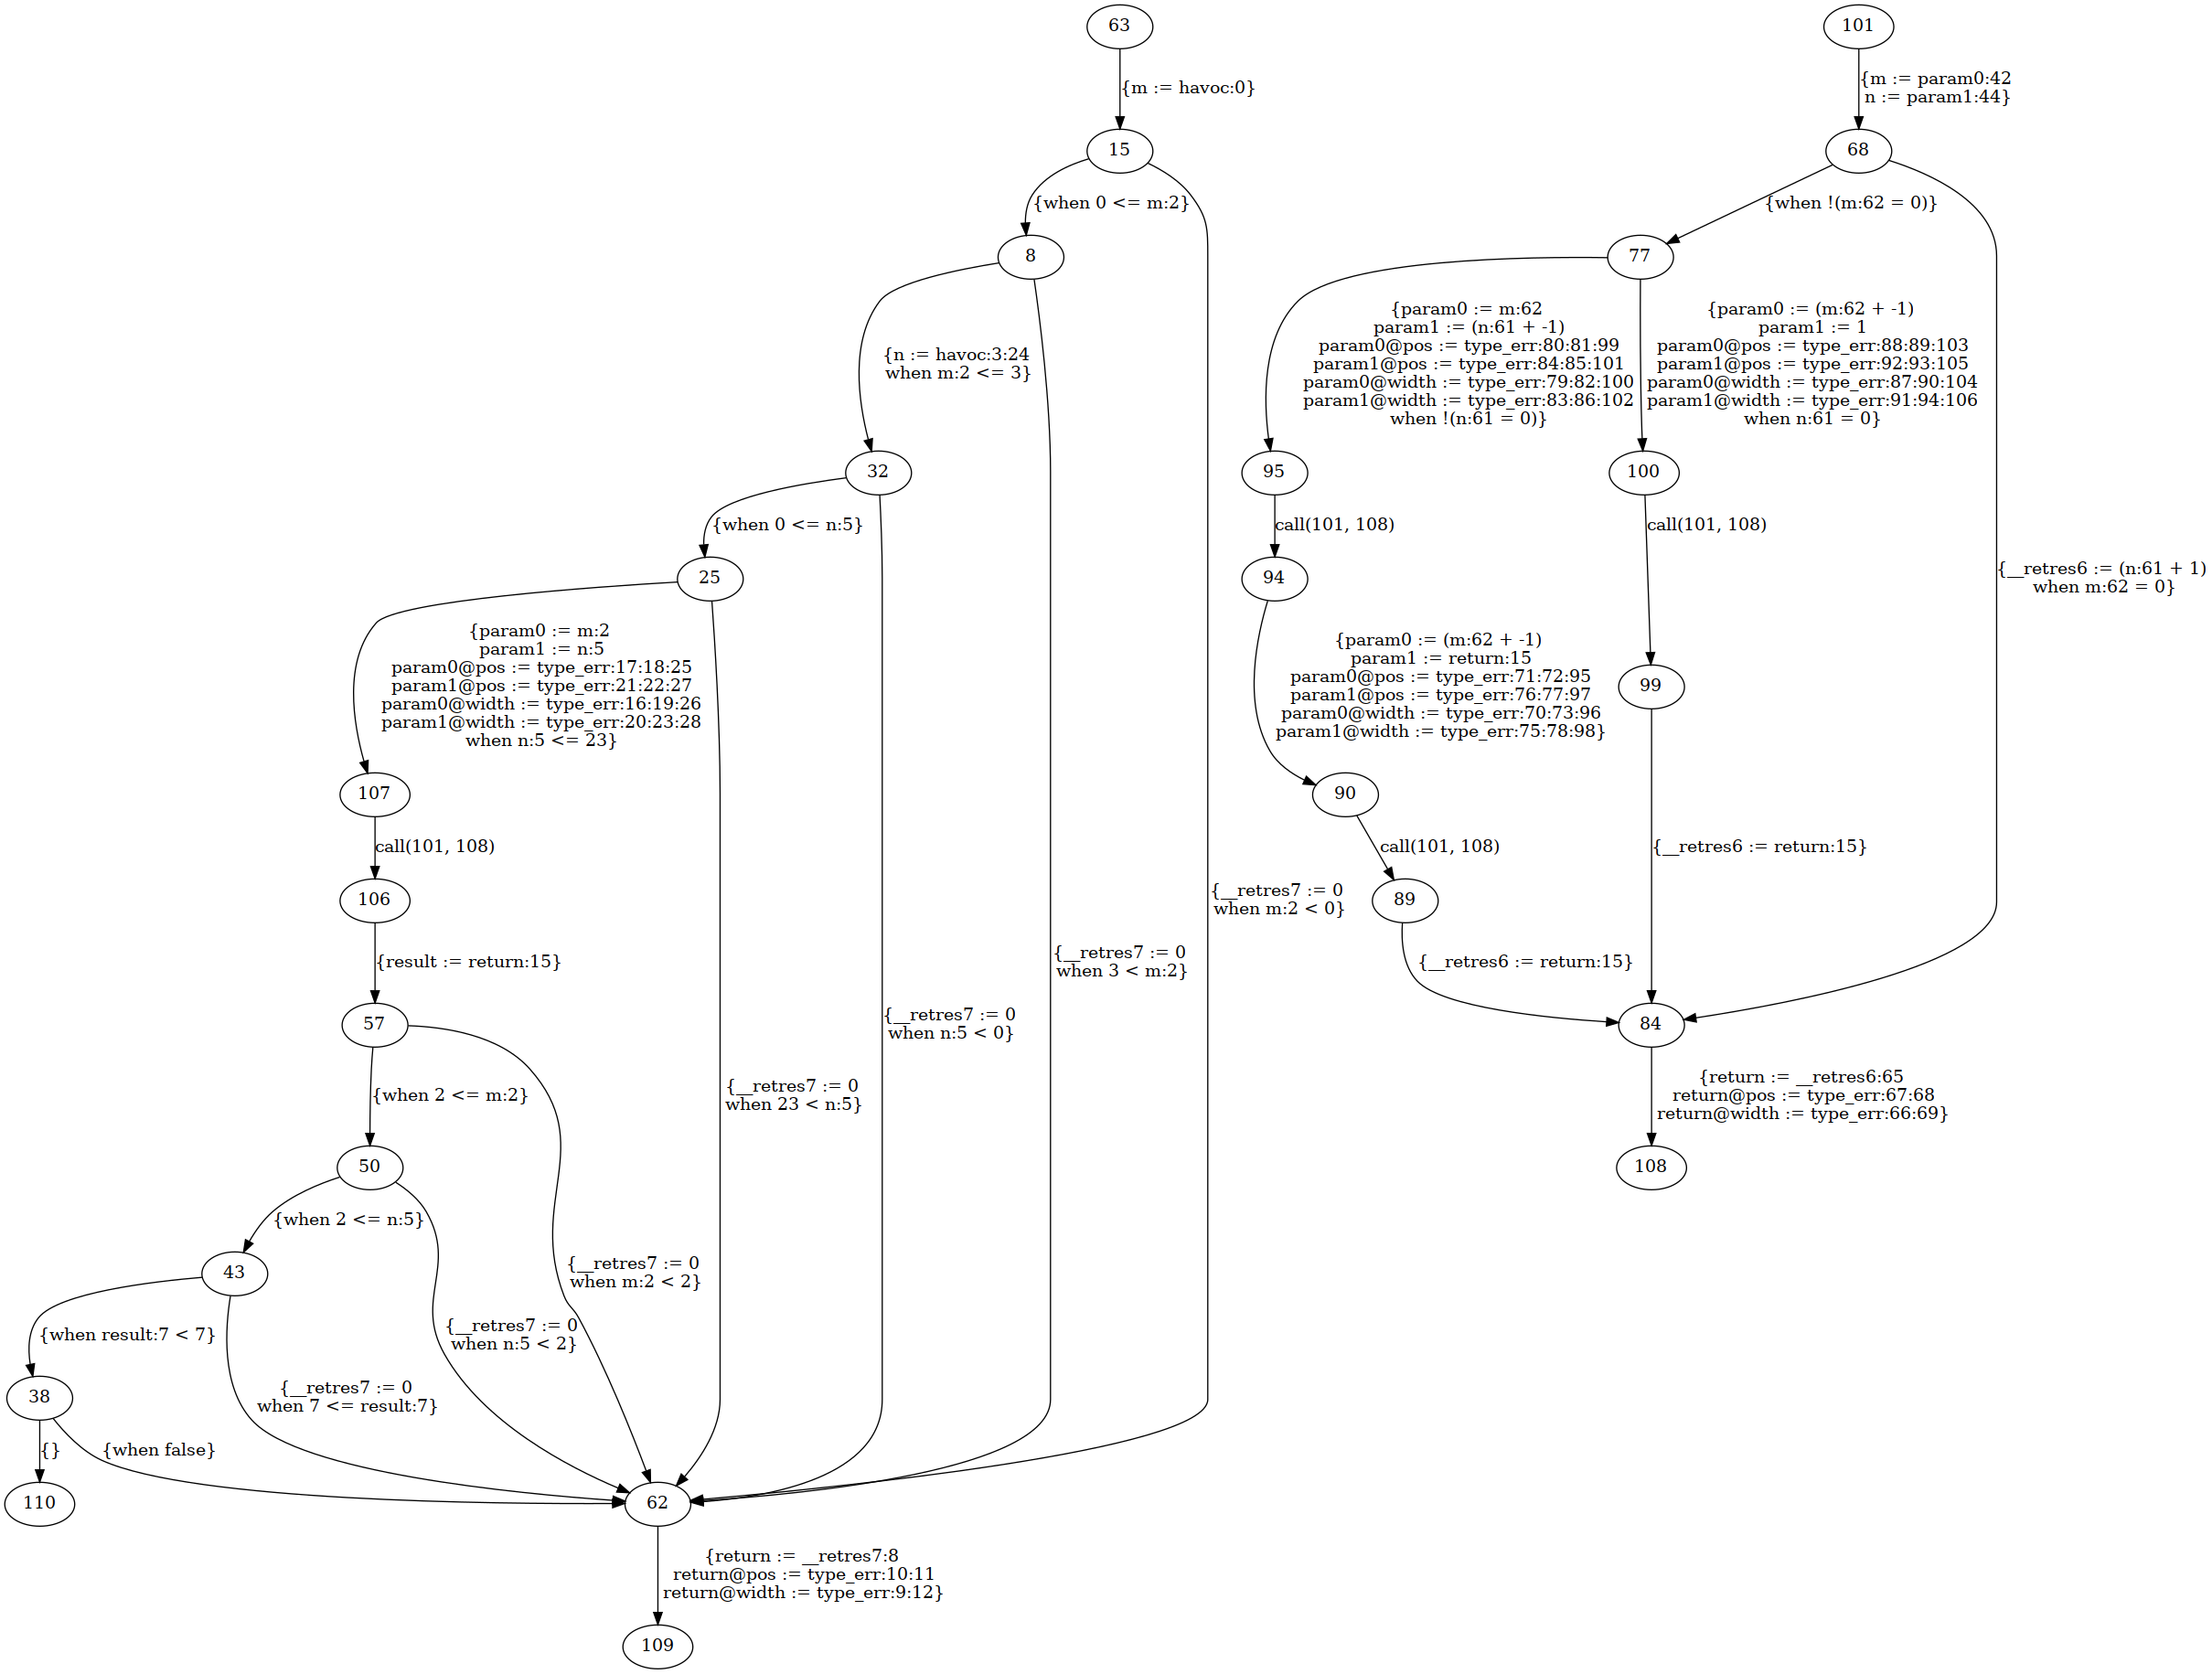 63
101
{m := havoc:0}
{m := param0:42
n := param1:44}
15
68
{when 0 <= m:2}
{when !(m:62 = 0)}
8
77
{n := havoc:3:24
when m:2 <= 3}
{param0 := m:62
param1 := (n:61 + -1)
param0@pos := type_err:80:81:99
param1@pos := type_err:84:85:101
param0@width := type_err:79:82:100
param1@width := type_err:83:86:102
when !(n:61 = 0)}
{param0 := (m:62 + -1)
param1 := 1
param0@pos := type_err:88:89:103
param1@pos := type_err:92:93:105
param0@width := type_err:87:90:104
param1@width := type_err:91:94:106
when n:61 = 0}
32
95
100
{when 0 <= n:5}
call(101, 108)
call(101, 108)
25
94
{__retres6 := (n:61 + 1)
when m:62 = 0}
{param0 := m:2
param1 := n:5
param0@pos := type_err:17:18:25
param1@pos := type_err:21:22:27
param0@width := type_err:16:19:26
param1@width := type_err:20:23:28
when n:5 <= 23}
{param0 := (m:62 + -1)
param1 := return:15
param0@pos := type_err:71:72:95
param1@pos := type_err:76:77:97
param0@width := type_err:70:73:96
param1@width := type_err:75:78:98}
99
107
90
call(101, 108)
call(101, 108)
{__retres6 := return:15}
106
89
{__retres7 := 0
when m:2 < 0}
{result := return:15}
{__retres7 := 0
when 3 < m:2}
{__retres6 := return:15}
57
{__retres7 := 0
when n:5 < 0}
84
{when 2 <= m:2}
{__retres7 := 0
when 23 < n:5}
{return := __retres6:65
return@pos := type_err:67:68
return@width := type_err:66:69}
50
108
{when 2 <= n:5}
43
{__retres7 := 0
when m:2 < 2}
{when result:7 < 7}
{__retres7 := 0
when n:5 < 2}
38
{__retres7 := 0
when 7 <= result:7}
{}
{when false}
110
62
{return := __retres7:8
return@pos := type_err:10:11
return@width := type_err:9:12}
109